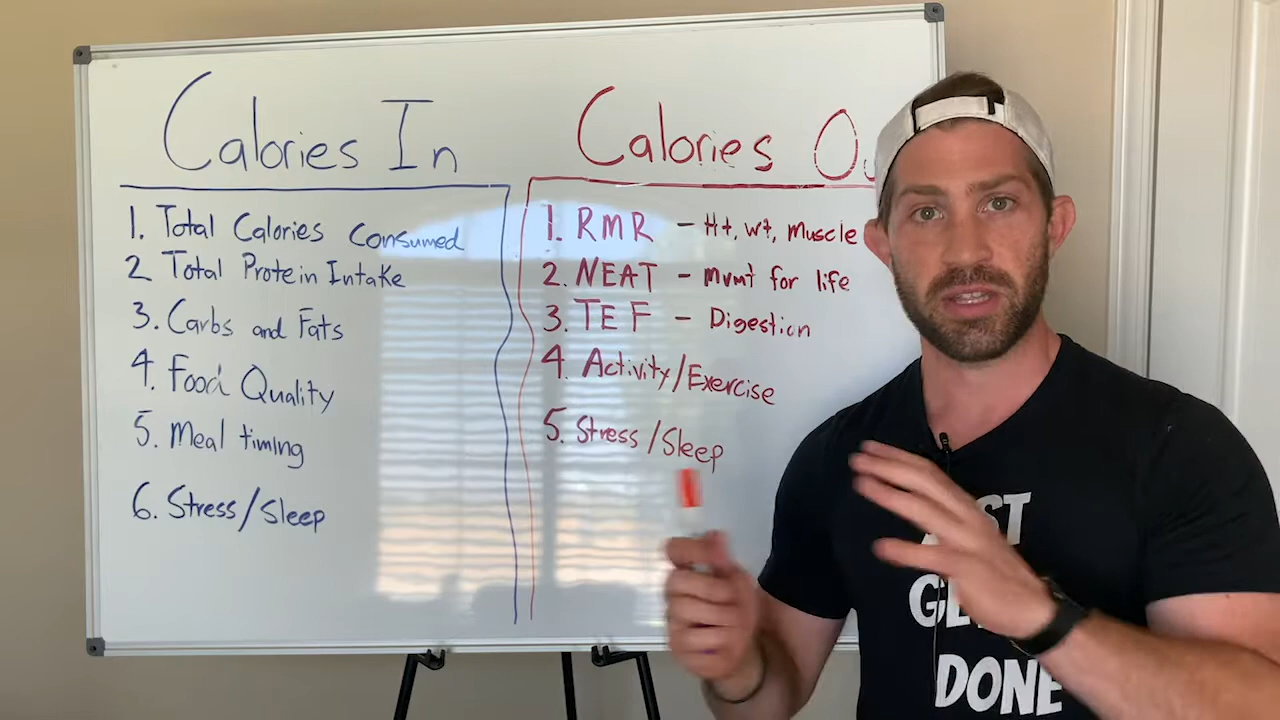 Calories In
1. Total Calories Consumed
2 Total Protein Intake
3. Carbs and Fats
4. Food Quality
5. Meal timing
6. Stress/Sleep
Calories
1. RMR - Ht, wt, Muscle
2. NEAT - mvmt for life
3. TEF - Digestion
4. Activity/Exercise
5. Stress/Sleep
DONE